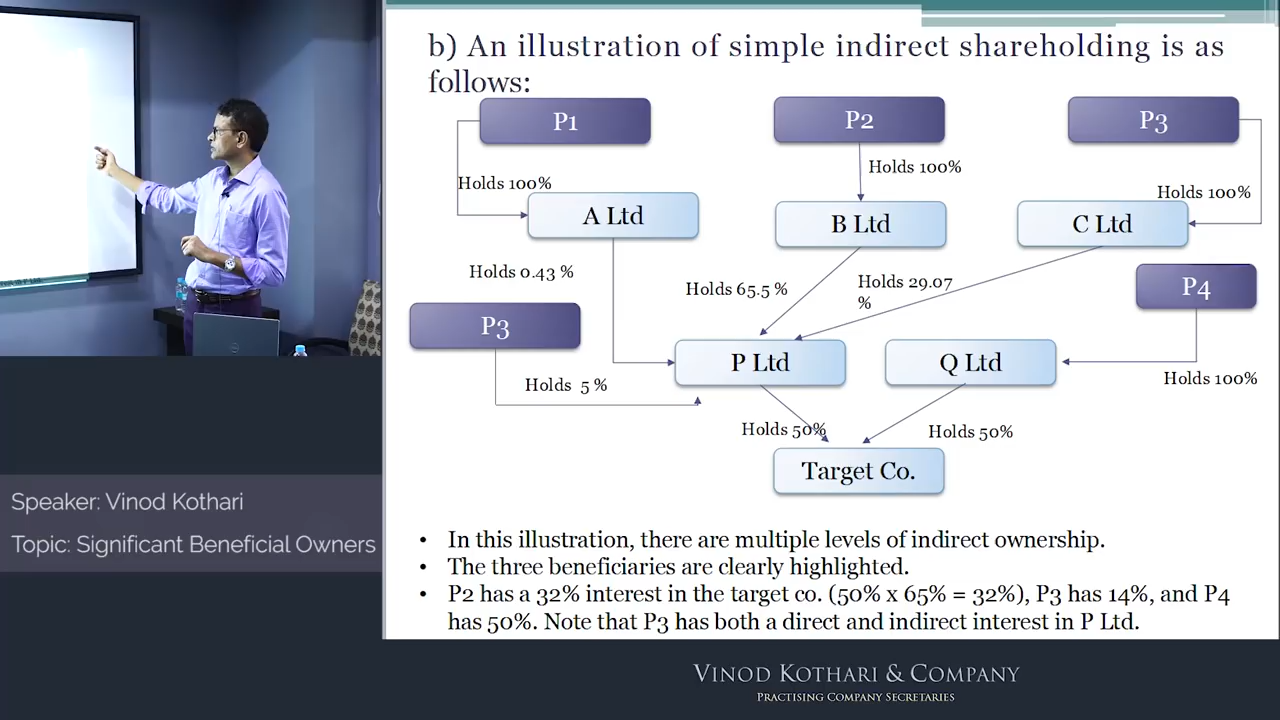 b) An illustration of simple indirect shareholding is as
follows:
P1
P2
P3
Holds 100%
Holds 100%
Holds 100%
A Ltd
B Ltd
C Ltd
Holds 0.43 %
Holds 65.5 %
Holds 29.07
%
P4
P3
P Ltd
Q Ltd
Holds 100%
Holds 5 %
Holds 50%
Holds 50%
Target Co.
Speaker: Vinod Kothari
Topic: Significant Beneficial Owners
• In this illustration, there are multiple levels of indirect ownership.
• The three beneficiaries are clearly highlighted.
• P2 has a 32% interest in the target co. (50% x 65% = 32%), P3 has 14%, and P4
has 50%. Note that P3 has both a direct and indirect interest in P Ltd.
VINOD KOTHARI & COMPANY
PRACTISING COMPANY SECRETARIES